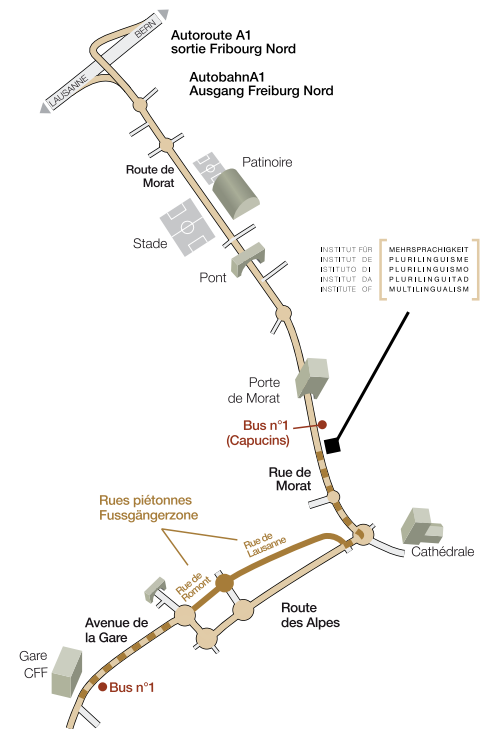 BERN
LAUSANNE
Autoroute A1
sortie Fribourg Nord
AutobahnA1
Ausgang Freiburg Nord
Patinoire
Route de
Morat
Stade
Pont
INSTITUT FÜR MEHRSPRACHIGKEIT
INSTITUT DE PLURILINGUISME
ISTITUTO DI PLURILINGUISMO
INSTITUT DA PLURILINGUITAD
INSTITUTE OF MULTILINGUALISM
Porte
de Morat
Bus n°1
(Capucins)
Rue de
Morat
Rues piétonnes
Fussgängerzone
Rue de
Lausanne
Cathédrale
Rue de
Romont
Route
des Alpes
Avenue de
la Gare
Gare
CFF
Bus n°1